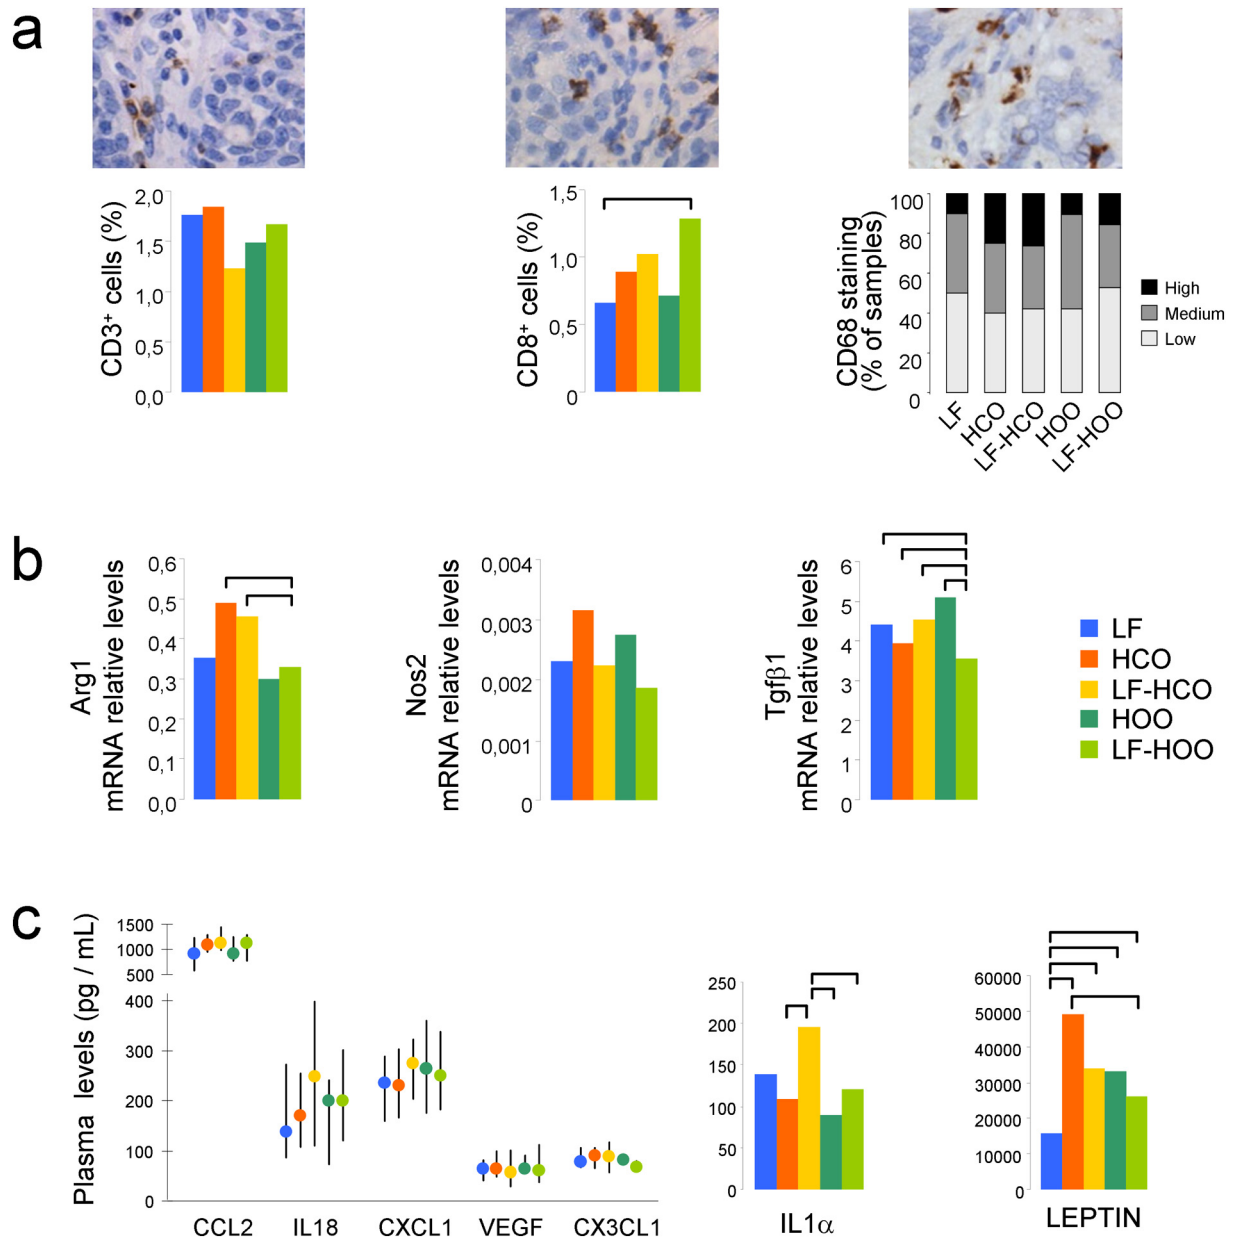 a
CD3+ cells (%)
2,0
1,5
1,0
0,5
0,0
CD8+ cells (%)
1,5
1,0
0,5
0
CD68 staining
(% of samples)
100
80
60
40
20
0
LF
HCO
LF-HCO
HOO
LF-HOO
High
Medium
Low
b
Arg1
mRNA relative levels
0,6
0,5
0,4
0,3
0,2
0,1
0,0
Nos2
mRNA relative levels
0,004
0,003
0,002
0,001
0
Tgfβ1
mRNA relative levels
6
5
4
3
2
1
0
LF
HCO
LF-HCO
HOO
LF-HOO
c
Plasma levels (pg / mL)
1500
1000
500
400
300
200
100
0
CCL2
IL18
CXCL1
VEGF
CX3CL1
250
200
150
100
50
0
IL1α
60000
50000
40000
30000
20000
10000
0
LEPTIN